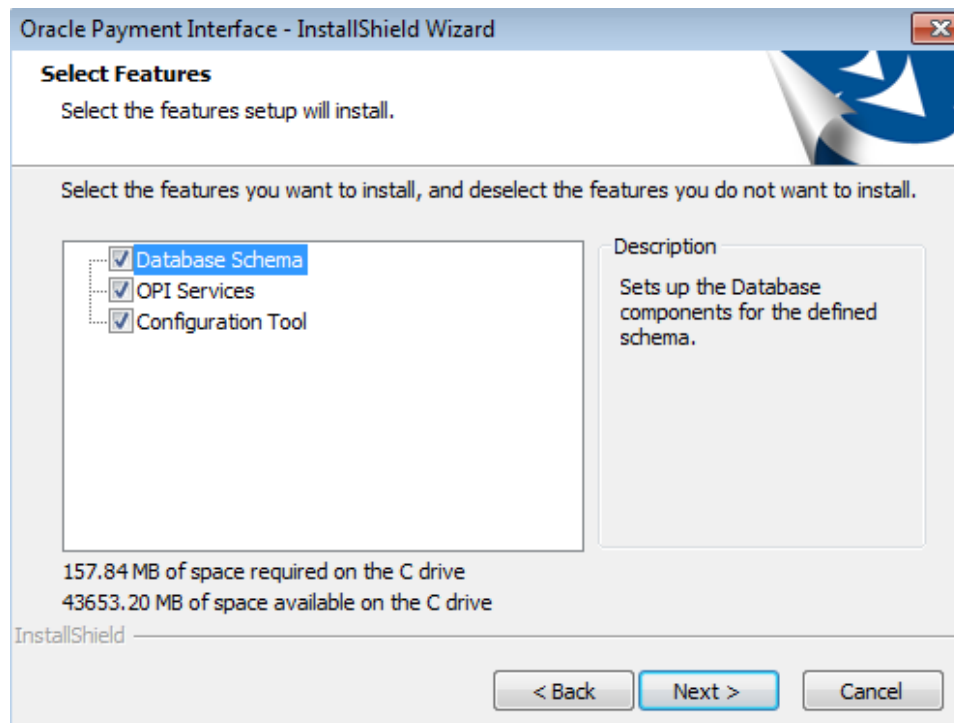 Oracle Payment Interface - InstallShield Wizard
Select Features
Select the features setup will install.
Select the features you want to install, and deselect the features you do not want to install.
Database Schema
OPI Services
Configuration Tool
Description
Sets up the Database
components for the defined
schema.
157.84 MB of space required on the C drive
43653.20 MB of space available on the C drive
InstallShield
< Back
Next >
Cancel